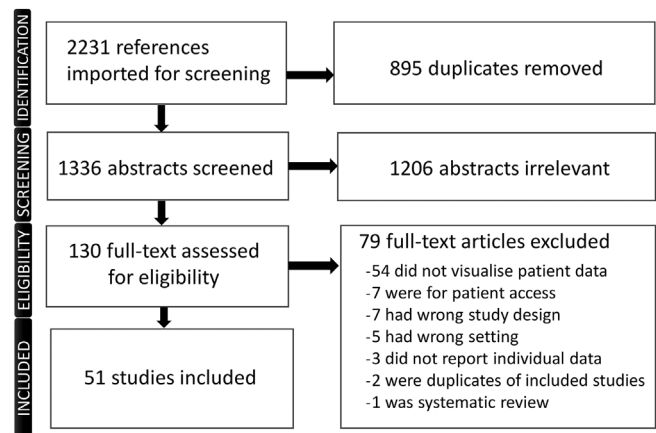 IDENTIFICATION
2231 references
imported for screening
895 duplicates removed
SCREENING
1336 abstracts screened
1206 abstracts irrelevant
ELIGIBILITY
130 full-text assessed
for eligibility
79 full-text articles excluded
-54 did not visualise patient data
-7 were for patient access
-7 had wrong study design
-5 had wrong setting
-3 did not report individual data
-2 were duplicates of included studies
-1 was systematic review
INCLUDED
51 studies included